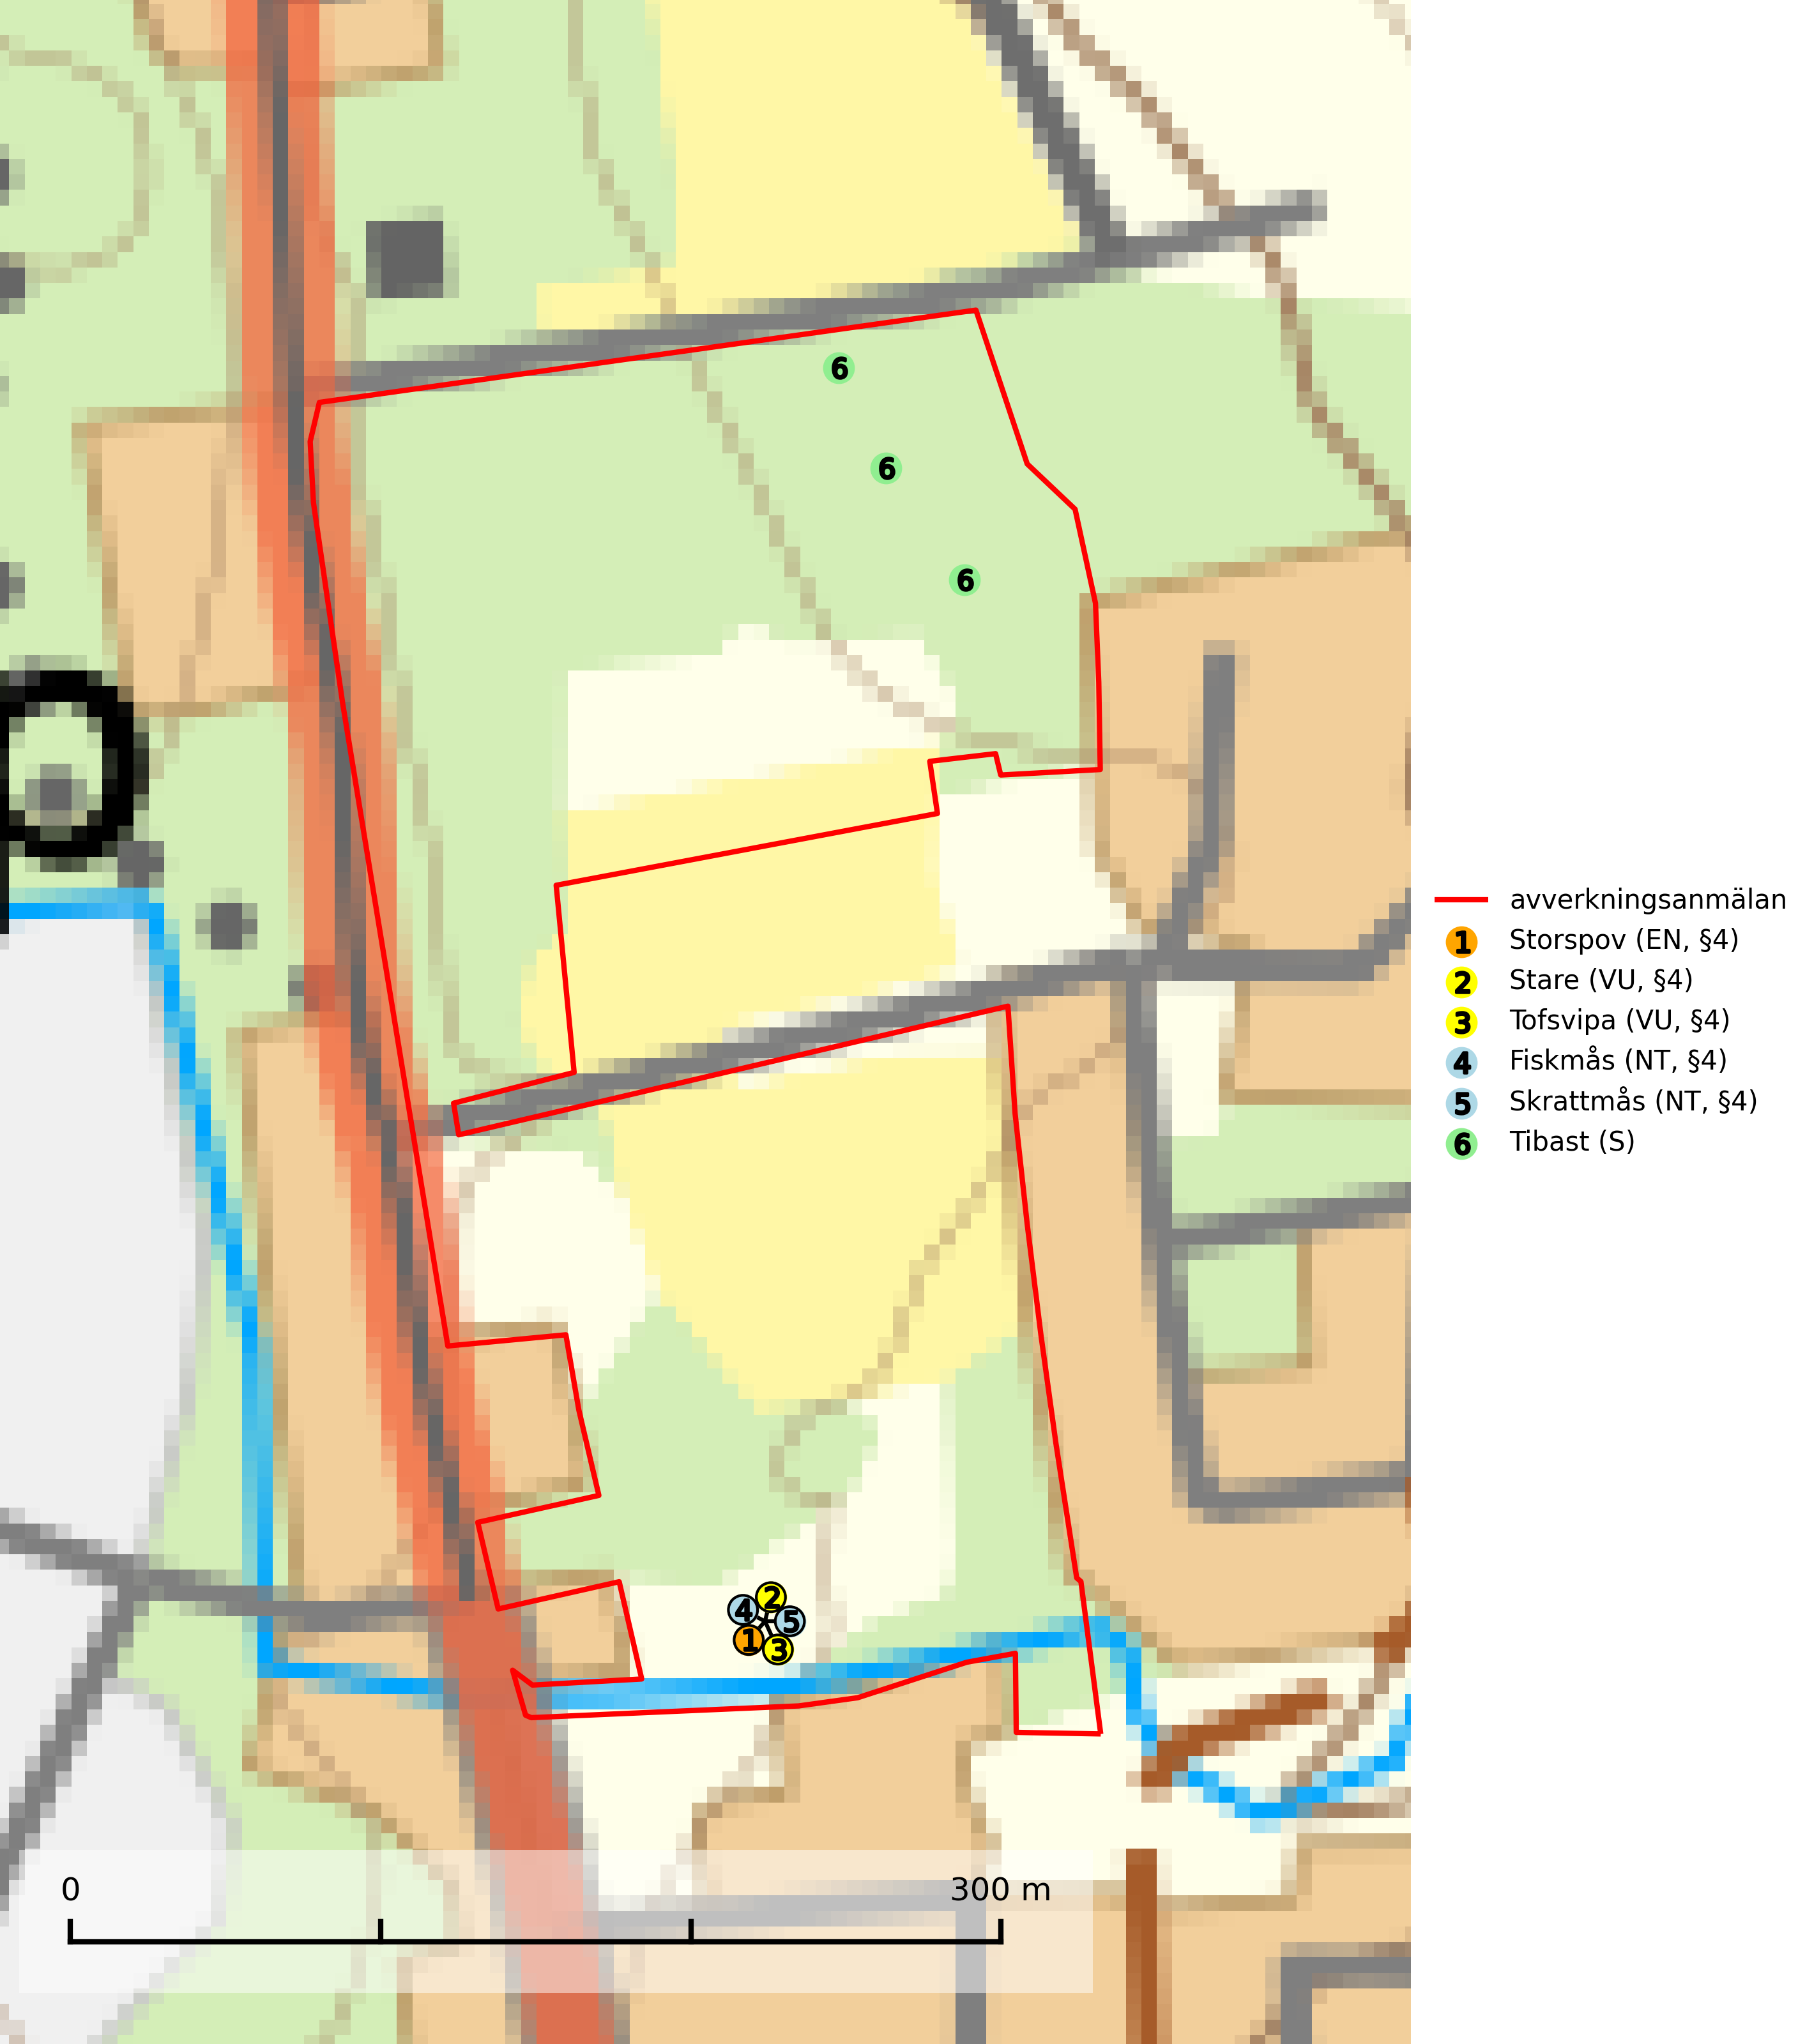 6
6
6
2
4
5
1
3
0
300 m
avverkningsanmälan
1 Storspov (EN, §4)
2 Stare (VU, §4)
3 Tofsvipa (VU, §4)
4 Fiskmås (NT, §4)
5 Skrattmås (NT, §4)
6 Tibast (S)